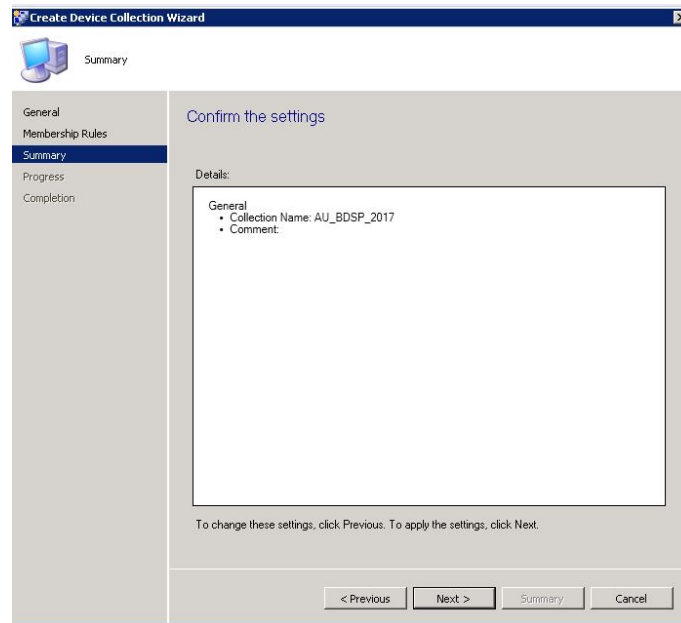 Create Device Collection Wizard
Summary
General
Membership Rules
Summary
Progress
Completion
Confirm the settings
Details:
General
• Collection Name: AU_BDSP_2017
• Comment:
To change these settings, click Previous. To apply the settings, click Next.
< Previous Next > Summary Cancel